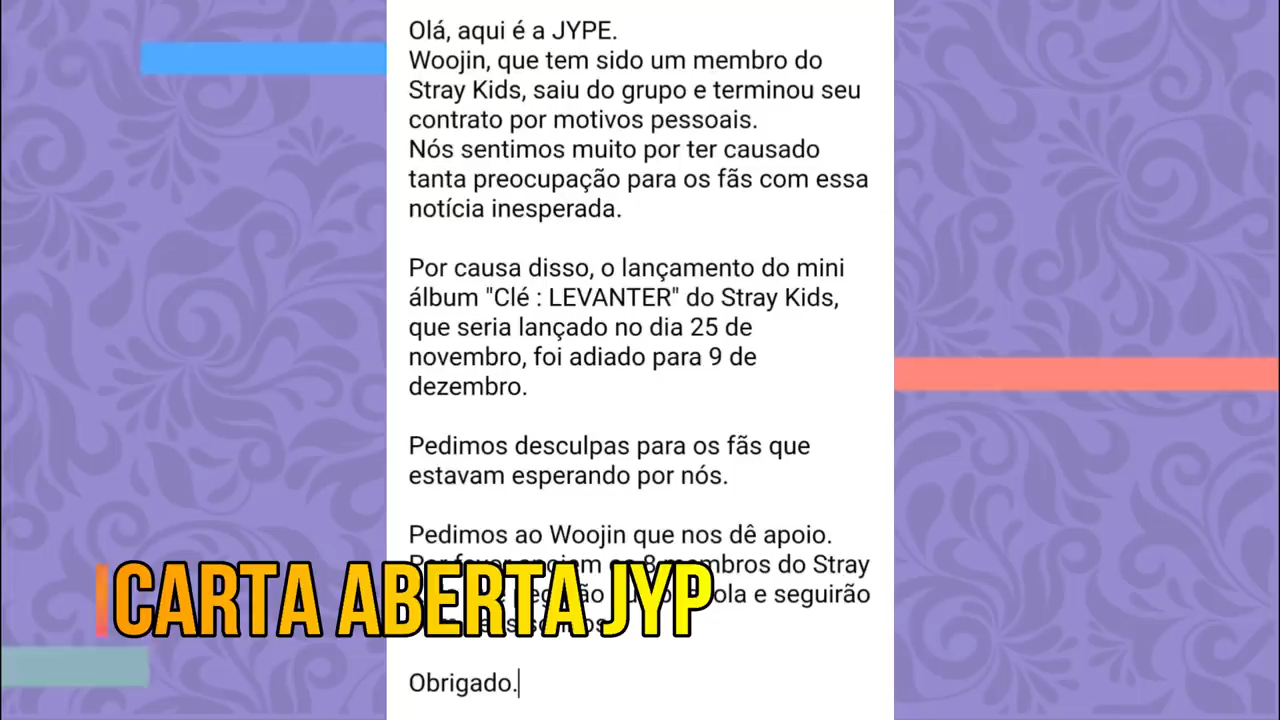 Olá, aqui é a JYPE.
Woojin, que tem sido um membro do
Stray Kids, saiu do grupo e terminou seu
contrato por motivos pessoais.
Nós sentimos muito por ter causado
tanta preocupação para os fãs com essa
notícia inesperada.
Por causa disso, o lançamento do mini
álbum "Clé : LEVANTER" do Stray Kids,
que seria lançado no dia 25 de
novembro, foi adiado para 9 de
dezembro.
Pedimos desculpas para os fãs que
estavam esperando por nós.
Pedimos ao Woojin que nos dê apoio.
8 membros do Stray
e seguirão
CARTA ABERTA JYP
Obrigado.